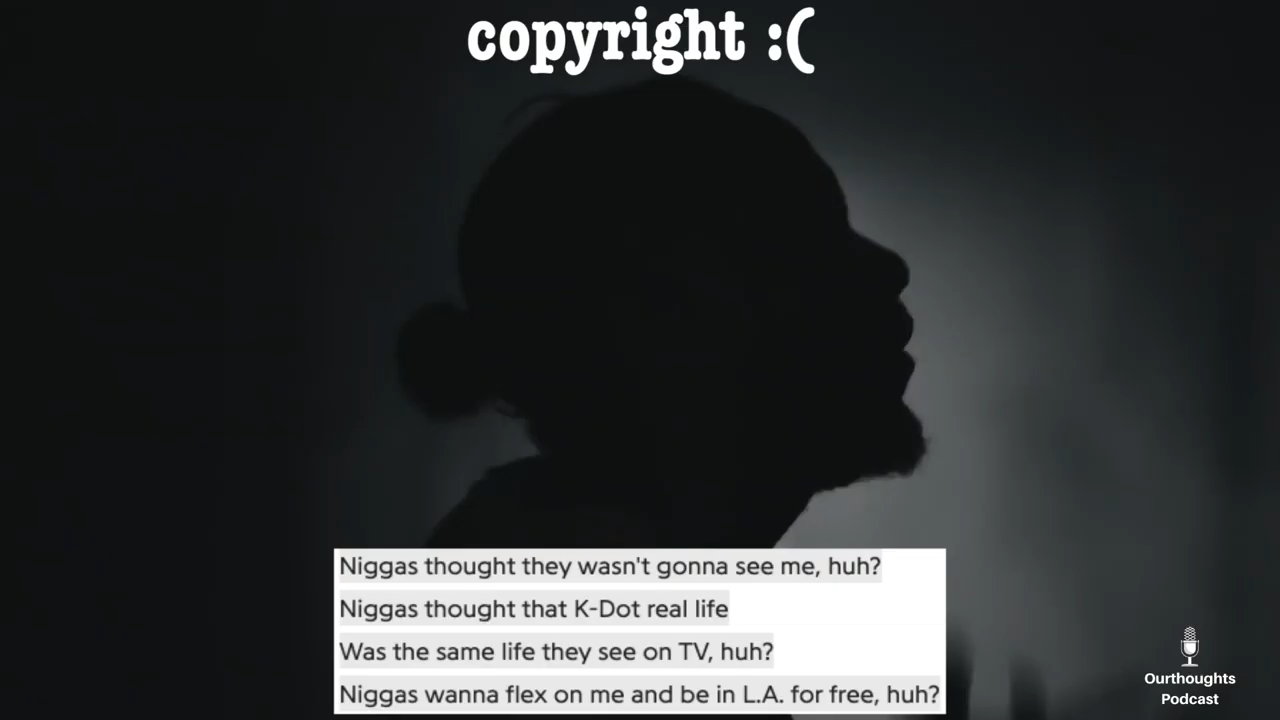 copyright :(
Niggas thought they wasn't gonna see me, huh?
Niggas thought that K-Dot real life
Was the same life they see on TV, huh?
Niggas wanna flex on me and be in L.A. for free, huh?
Ourthoughts
Podcast